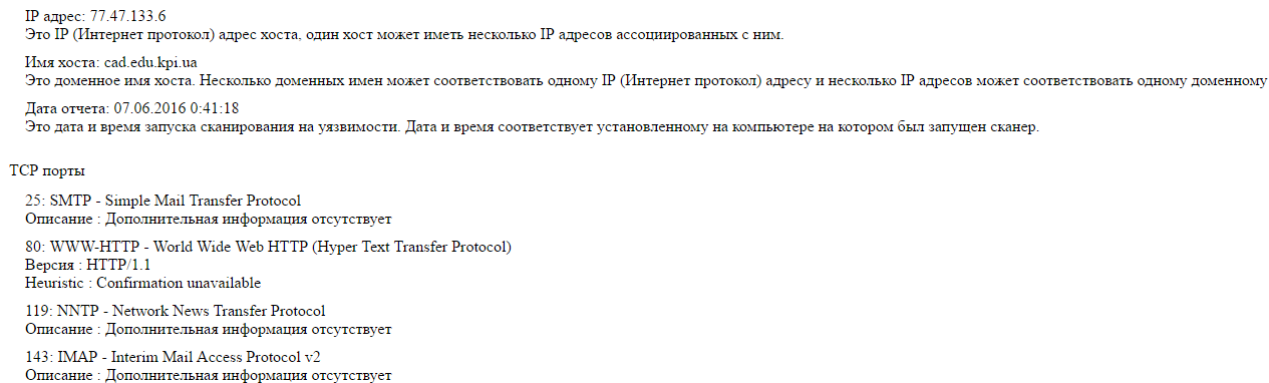 IP адрес: 77.47.133.6
Это IP (Интернет протокол) адрес хоста, один хост может иметь несколько IP адресов ассоциированных с ним.
Имя хоста: cad.edu.kpi.ua
Это доменное имя хоста. Несколько доменных имен может соответствовать одному IP (Интернет протокол) адресу и несколько IP адресов может соответствовать одному доменному
Дата отчета: 07.06.2016 0:41:18
Это дата и время запуска сканирования на уязвимости. Дата и время соответствует установленному на компьютере на котором был запущен сканер.
TCP порты
25: SMTP - Simple Mail Transfer Protocol
Описание : Дополнительная информация отсутствует
80: WWW-HTTP - World Wide Web HTTP (Hyper Text Transfer Protocol)
Версия : HTTP/1.1
Heuristic : Confirmation unavailable
119: NNTP - Network News Transfer Protocol
Описание : Дополнительная информация отсутствует
143: IMAP - Interim Mail Access Protocol v2
Описание : Дополнительная информация отсутствует